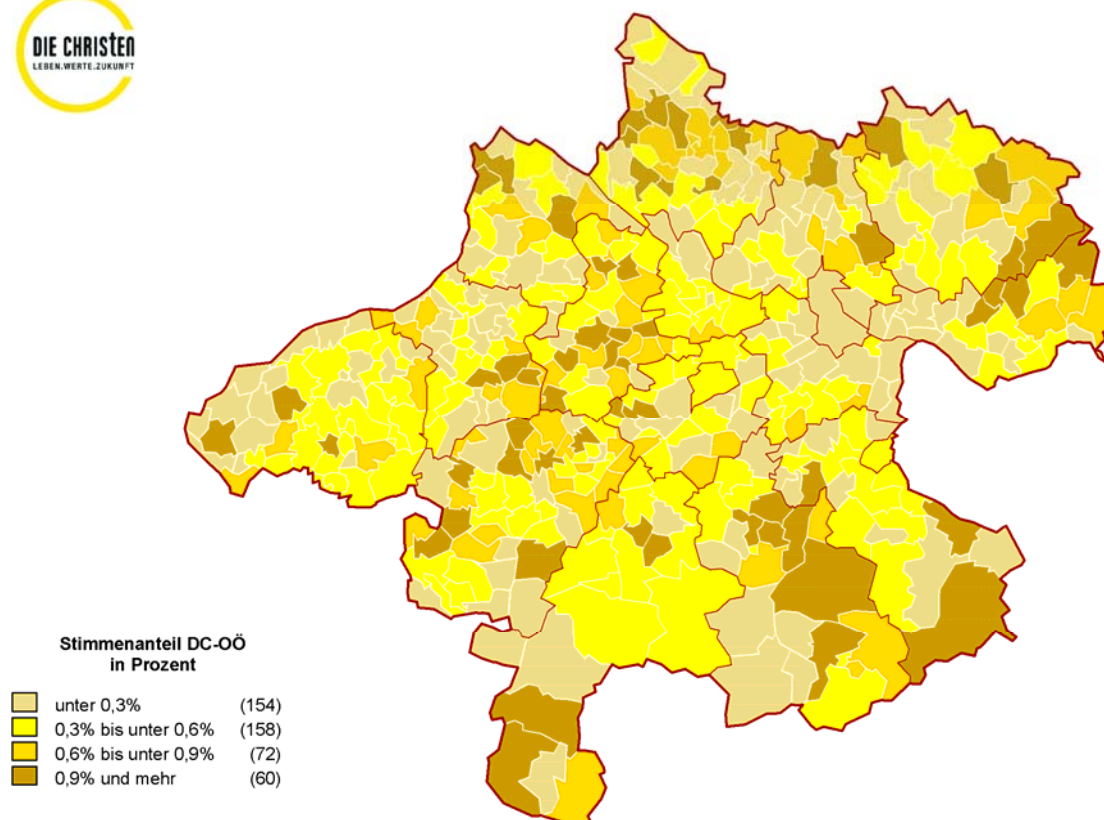 DIE CHRISTEN
LEBEN.WERTE.ZUKUNFT
Stimmenanteil DC-OÖ
in Prozent
unter 0,3% (154)
0,3% bis unter 0,6% (158)
0,6% bis unter 0,9% (72)
0,9% und mehr (60)